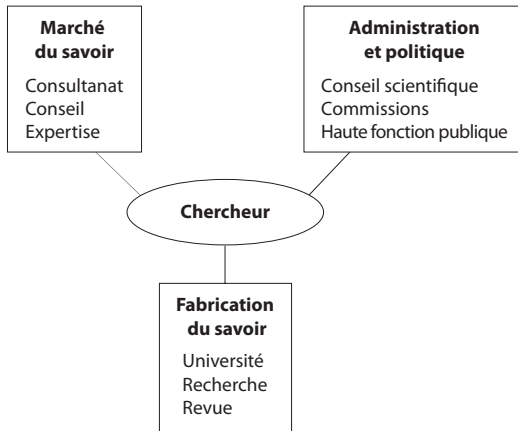 Marché
du savoir
Consultanat
Conseil
Expertise
Administration
et politique
Conseil scientifique
Commissions
Haute fonction publique
Chercheur
Fabrication
du savoir
Université
Recherche
Revue